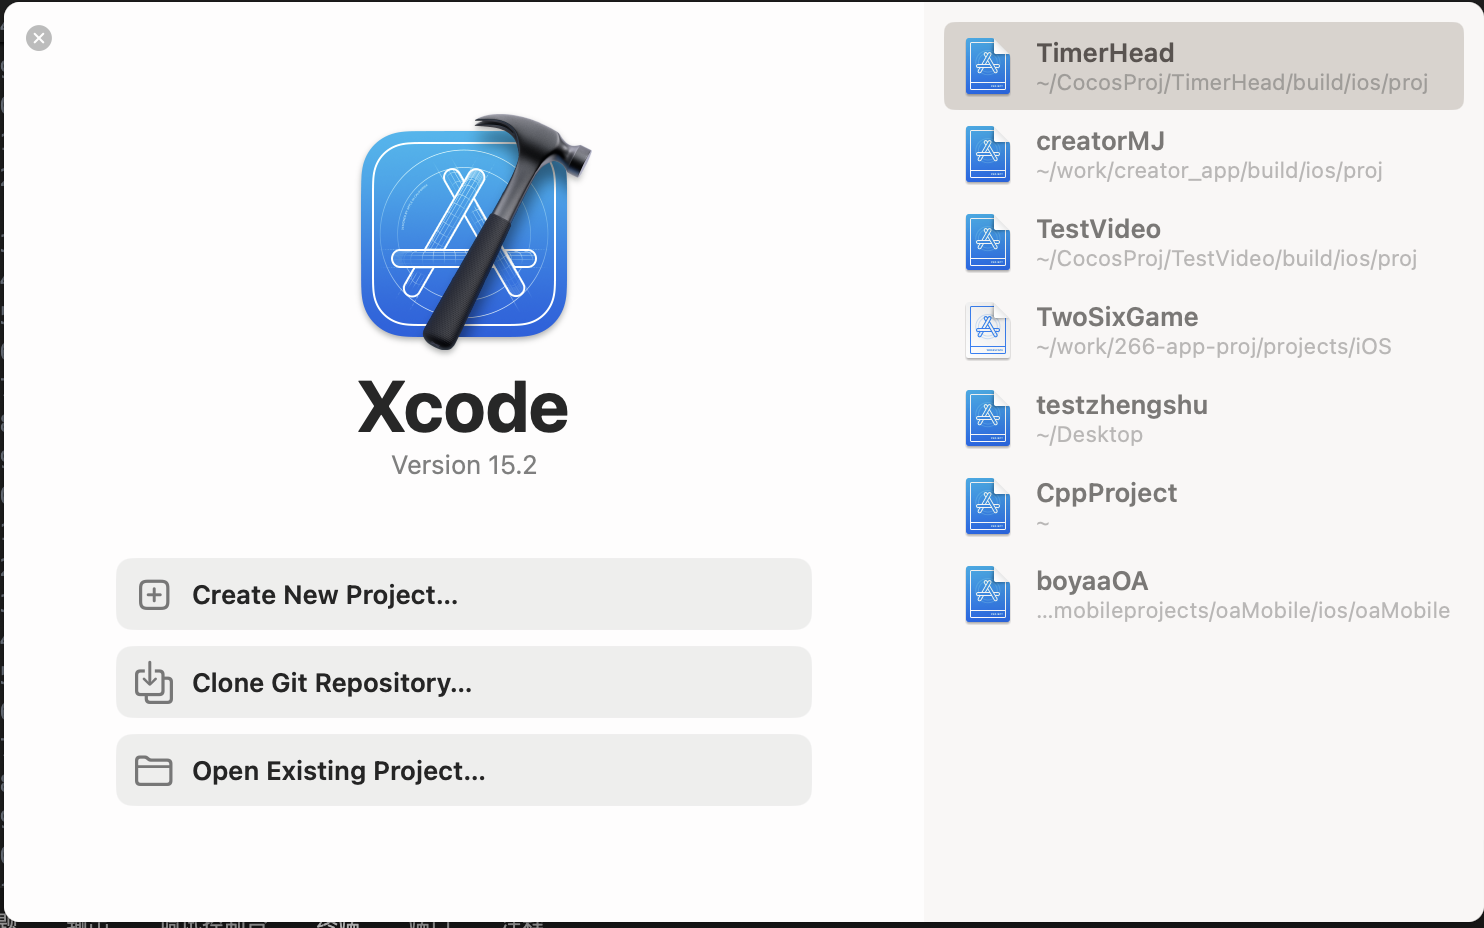 Xcode
Version 15.2
Create New Project...
Clone Git Repository...
Open Existing Project...
TimerHead
~/CocosProj/TimerHead/build/ios/proj
creatorMJ
~/work/creator_app/build/ios/proj
TestVideo
~/CocosProj/TestVideo/build/ios/proj
TwoSixGame
~/work/266-app-proj/projects/iOS
testzhengshu
~/Desktop
CppProject
~
boyaaOA
...mobileprojects/oaMobile/ios/oaMobile